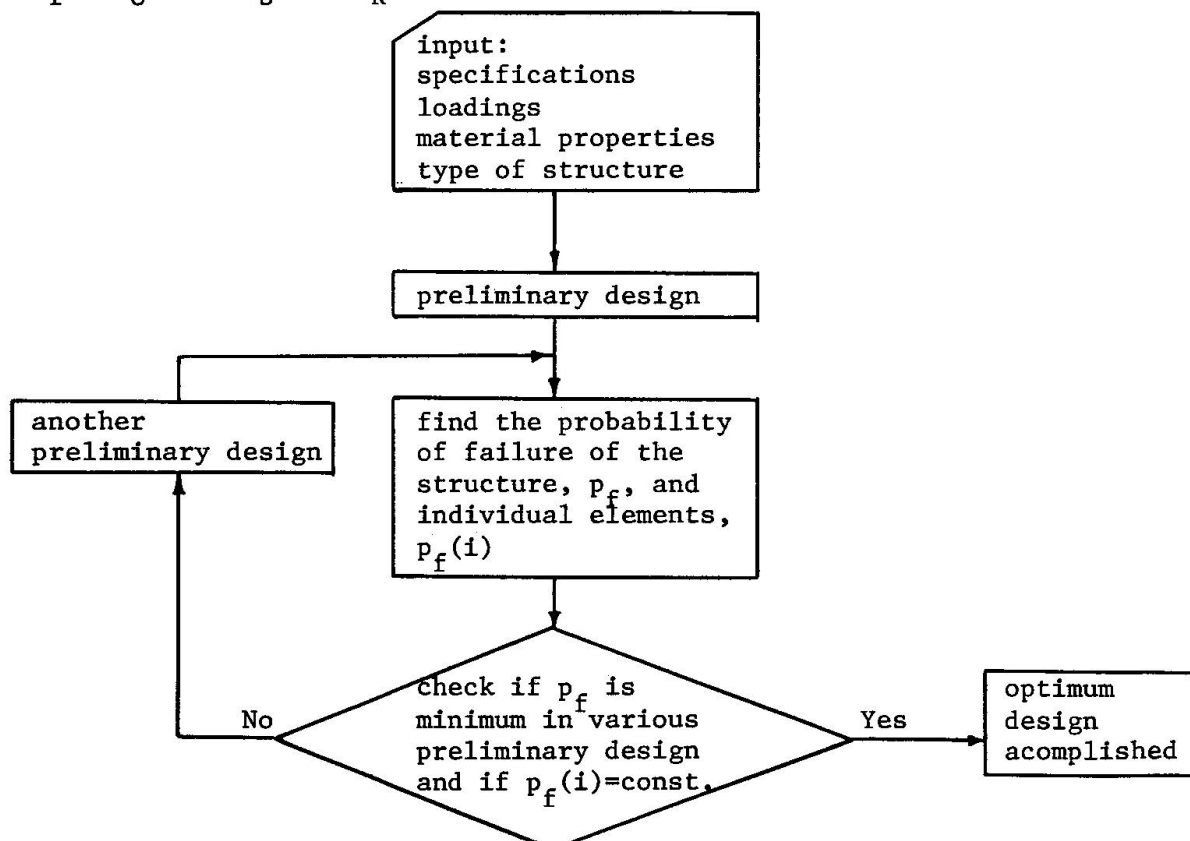 input:
specifications
loadings
material properties
type of structure
preliminary design
another
preliminary design
find the probability
of failure of the
structure, p_f, and
individual elements,
p_f(i)
check if p_f is
minimum in various
preliminary design
and if p_f(i)=const.
No
Yes
optimum
design
acomplished